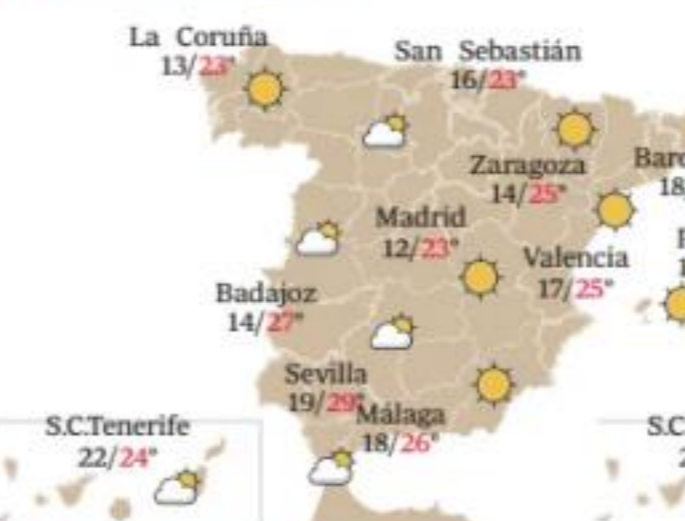 La Coruña
13/23°
San Sebastián
16/23°
Zaragoza
14/25°
18/
Madrid
12/23°
Valencia
17/25°
Badajoz
14/27°
Sevilla
19/29°
Málaga
18/26°
S.C.Tenerife
22/24°
S.C.